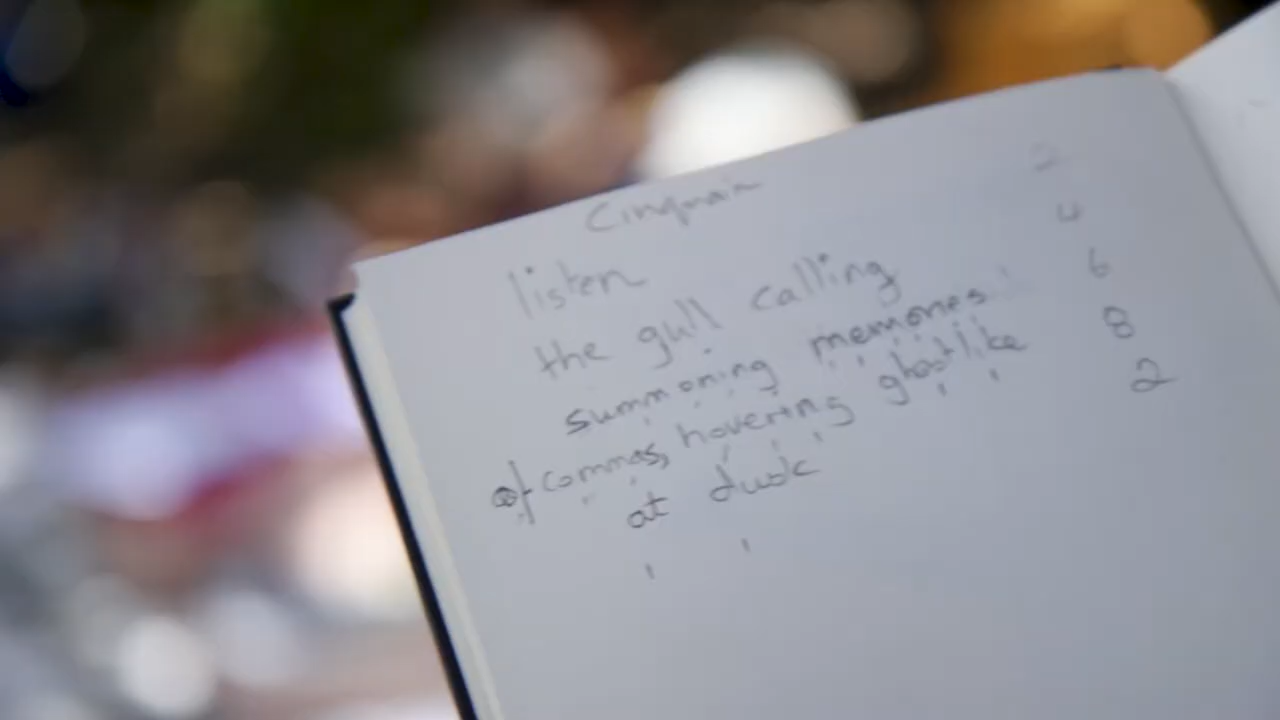 Cinquain
2
listen
4
the gull calling
6
summoning memories
8
of commas, hovering ghostlike
2
at dusk